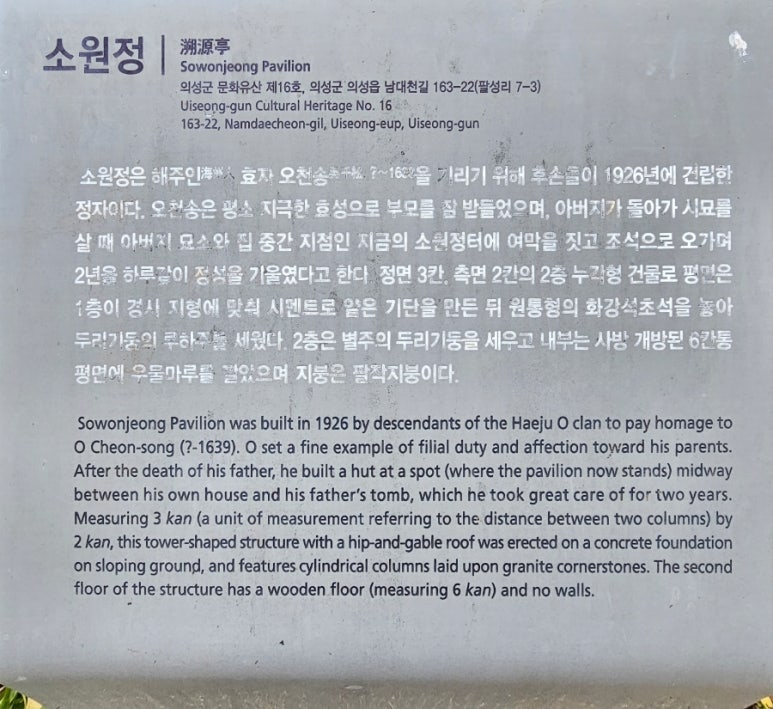 소원정
溯源亭
Sowonjeong Pavilion
의성군 문화유산 제16호, 의성군 의성읍 남대천길 163-22(팔성리 7-3)
Uiseong-gun Cultural Heritage No. 16
163-22, Namdaecheon-gil, Uiseong-eup, Uiseong-gun
소원정은 해주인 효자 오천송 을 기리기 위해 후손들이 1926년에 건립한
정자이다. 오천송은 평소 지극한 효성으로 부모를 잘 받들었으며, 아버지가 돌아가 시묘를
살 때 아버지 묘소와 집 중간 지점인 지금의 소원정터에 여막을 짓고 조석으로 오가며
2년을 하루같이 정성을 기울였다고 한다. 정면 3칸, 측면 2칸의 2층 누각형 건물로 평면은
1층이 경사 지형에 맞춰 시멘트로 얕은 기단을 만든 뒤 원통형의 화강석초석을 놓아
두리기둥의 루하주를 세웠다. 2층은 별주의 두리기둥을 세우고 내부는 사방 개방된 6칸통
평면에 우물마루를 깔았으며 지붕은 팔작지붕이다.
Sowonjeong Pavilion was built in 1926 by descendants of the Haeju O clan to pay homage to
O Cheon-song (?-1639). O set a fine example of filial duty and affection toward his parents.
After the death of his father, he built a hut at a spot (where the pavilion now stands) midway
between his own house and his father's tomb, which he took great care of for two years.
Measuring 3 kan (a unit of measurement referring to the distance between two columns) by
2 kan, this tower-shaped structure with a hip-and-gable roof was erected on a concrete foundation
on sloping ground, and features cylindrical columns laid upon granite cornerstones. The second
floor of the structure has a wooden floor (measuring 6 kan) and no walls.